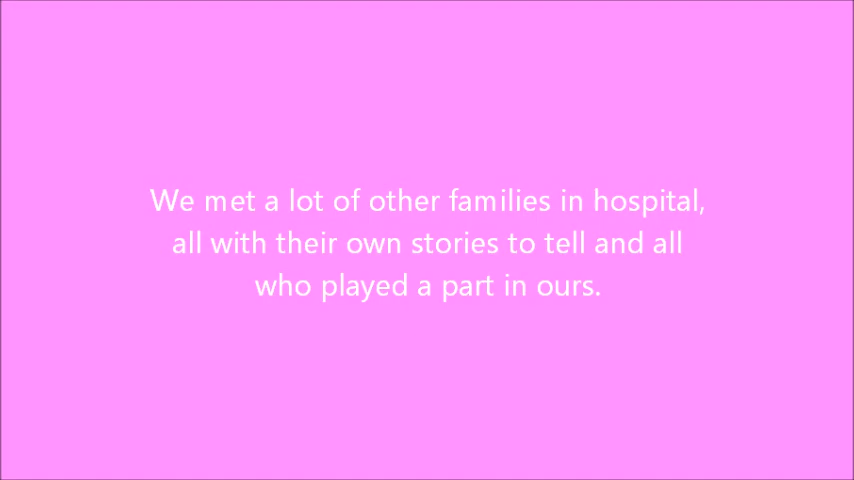 We met a lot of other families in hospital,
all with their own stories to tell and all
who played a part in ours.